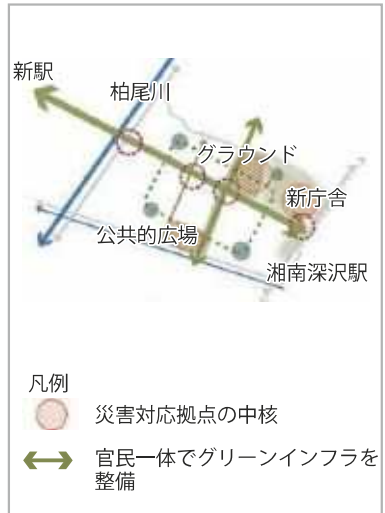 新駅
柏尾川
グラウンド
新庁舎
公共的広場
湘南深沢駅
凡例
災害対応拠点の中核
官民一体でグリーンインフラを
整備